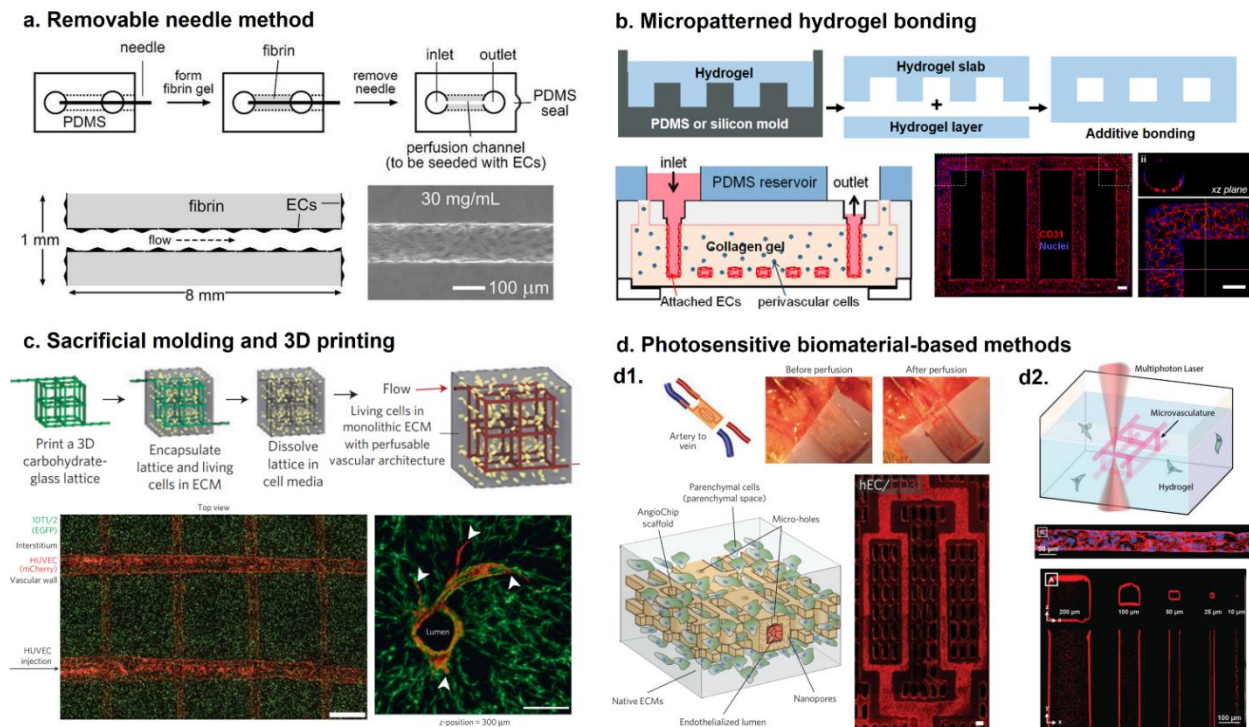 a. Removable needle method
needle
form
fibrin gel
fibrin
remove
needle
inlet
outlet
PDMS
PDMS
seal
perfusion channel
(to be seeded with ECs)
fibrin
ECs
1 mm
flow
8 mm
30 mg/mL
100 µm
b. Micropatterned hydrogel bonding
Hydrogel
PDMS or silicon mold
Hydrogel slab
+
Hydrogel layer
Additive bonding
inlet
PDMS reservoir
outlet
Collagen gel
Attached ECs
perivascular cells
CD31
Nuclei
ii
xz plane
c. Sacrificial molding and 3D printing
Print a 3D
carbohydrate-
glass lattice
Encapsulate
lattice and living
cells in ECM
Dissolve
lattice in
cell media
Flow
Living cells in
monolithic ECM
with perfusable
vascular architecture
Top view
10T1/2
(EGFP)
Interstitium
HUVEC
(mCherry)
Vascular wall
HUVEC
injection
Lumen
z-position = 300 µm
d. Photosensitive biomaterial-based methods
d1.
Artery to
vein
Before perfusion
After perfusion
Parenchymal cells
(parenchymal space)
AngioChip
scaffold
Micro-holes
Native ECMs
Endothelialized lumen
Nanopores
hEC/CD31
d2.
Multiphoton Laser
Microvasculature
Hydrogel
50 µm
A
200 µm
100 µm
50 µm
25 µm
10 µm
z
x
y
x
100 µm